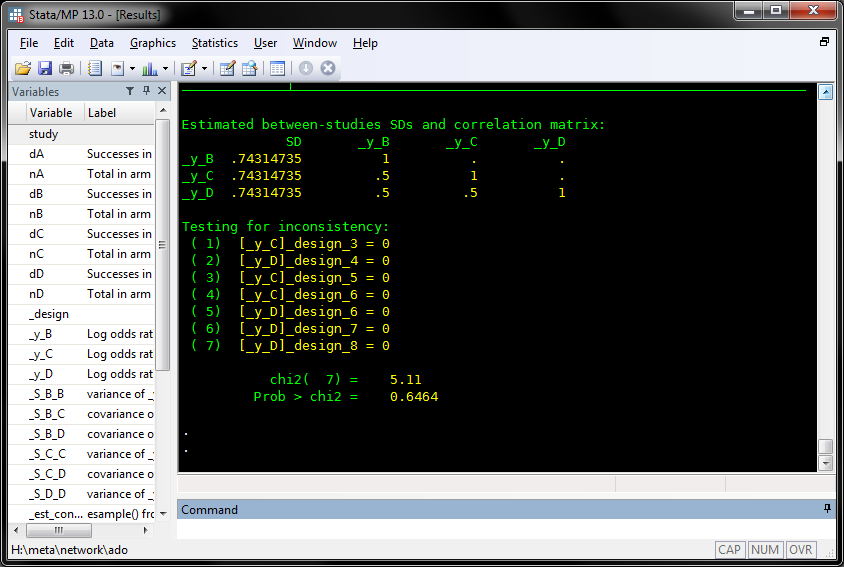 Stata/MP 13.0 - [Results]
File Edit Data Graphics Statistics User Window Help
Variables
Variable Label
study
dA Successes in
nA Total in arm
dB Successes in
nB Total in arm
dC Successes in
nC Total in arm
dD Successes in
nD Total in arm
_design
_y_B Log odds rat
_y_C Log odds rat
_y_D Log odds rat
_S_B_B variance of _
_S_B_C covariance o
_S_B_D covariance o
_S_C_C variance of _
_S_C_D covariance o
_S_D_D variance of _
_est_con... esample() fro
Estimated between-studies SDs and correlation matrix:
SD _y_B _y_C _y_D
_y_B .74314735 1 . .
_y_C .74314735 .5 1 .
_y_D .74314735 .5 .5 1
Testing for inconsistency:
( 1) [_y_C]_design_3 = 0
( 2) [_y_D]_design_4 = 0
( 3) [_y_C]_design_5 = 0
( 4) [_y_C]_design_6 = 0
( 5) [_y_D]_design_6 = 0
( 6) [_y_D]_design_7 = 0
( 7) [_y_D]_design_8 = 0
chi2( 7) = 5.11
Prob > chi2 = 0.6464
.
.
Command
H:\meta\network\ado
CAP NUM OVR